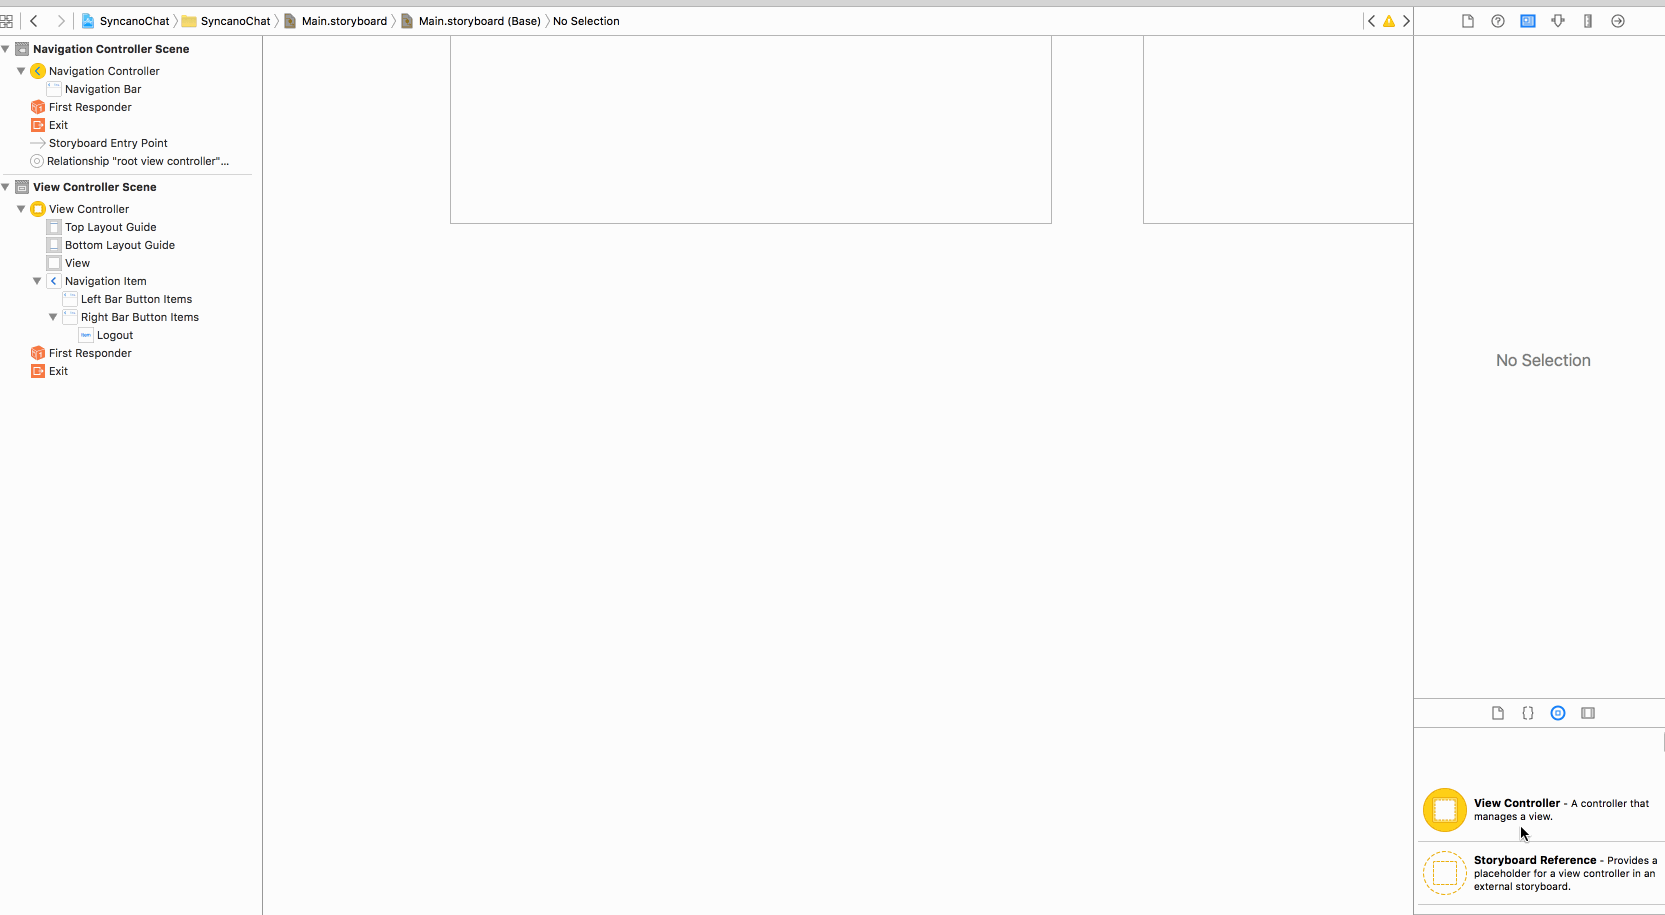 SyncanoChat SyncanoChat Main.storyboard Main.storyboard (Base) No Selection
Navigation Controller Scene
Navigation Controller
Navigation Bar
First Responder
Exit
Storyboard Entry Point
Relationship "root view controller"...
View Controller Scene
View Controller
Top Layout Guide
Bottom Layout Guide
View
Navigation Item
Left Bar Button Items
Right Bar Button Items
Logout
First Responder
Exit
No Selection
View Controller - A controller that
manages a view.
Storyboard Reference - Provides a
placeholder for a view controller in an
external storyboard.